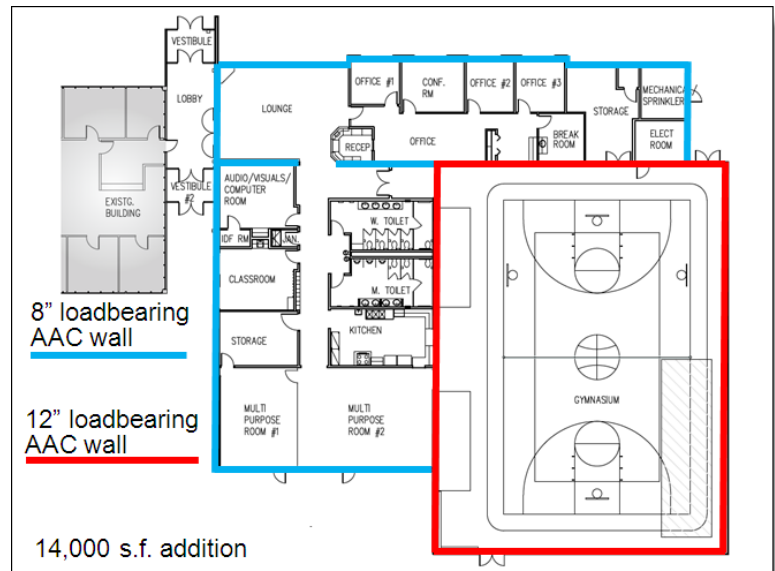 VESTIBULE
LOBBY
VESTIBULE
#2
EXISTG.
BUILDING
LOUNGE
OFFICE #1
CONF.
RM
OFFICE #2
OFFICE #3
STORAGE
MECHANICAL
SPRINKLER
RECEP
OFFICE
BREAK
ROOM
ELECT
ROOM
AUDIO/VISUALS/
COMPUTER
ROOM
IDF RM
JAN.
W. TOILET
M. TOILET
CLASSROOM
STORAGE
KITCHEN
MULTI
PURPOSE
ROOM #1
MULTI
PURPOSE
ROOM #2
GYMNASIUM
8" loadbearing
AAC wall
12" loadbearing
AAC wall
14,000 s.f. addition